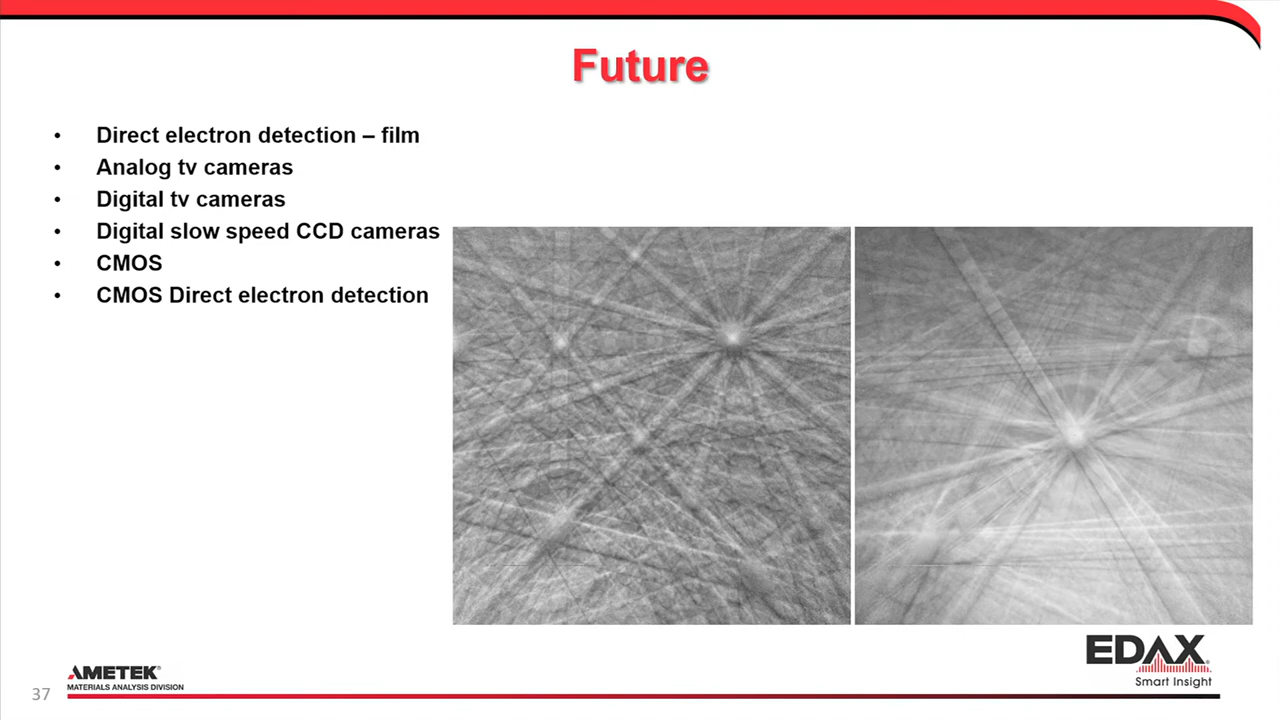 Future
• Direct electron detection – film
• Analog tv cameras
• Digital tv cameras
• Digital slow speed CCD cameras
• CMOS
• CMOS Direct electron detection
AMETEK®
MATERIALS ANALYSIS DIVISION
37
EDAX®
Smart Insight